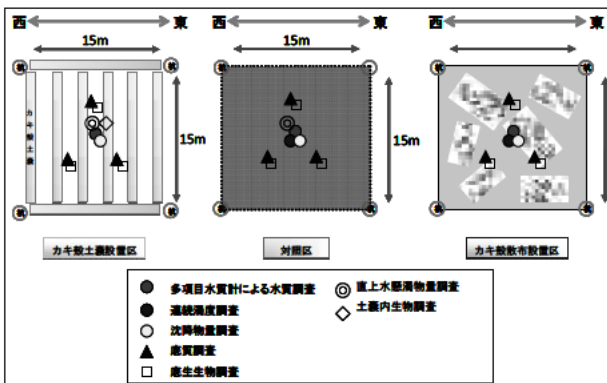 西 東
15m
杭 杭
カキ殻土嚢
15m
杭 杭
カキ殻土嚢設置区
西 東
15m
杭
15m
杭 杭
対照区
西 東
杭 杭
15m
杭 杭
カキ殻散布設置区
多項目水質計による水質調査
連続濁度調査
沈降物量調査
底質調査
底生生物調査
直上水懸濁物量調査
土嚢内生物調査